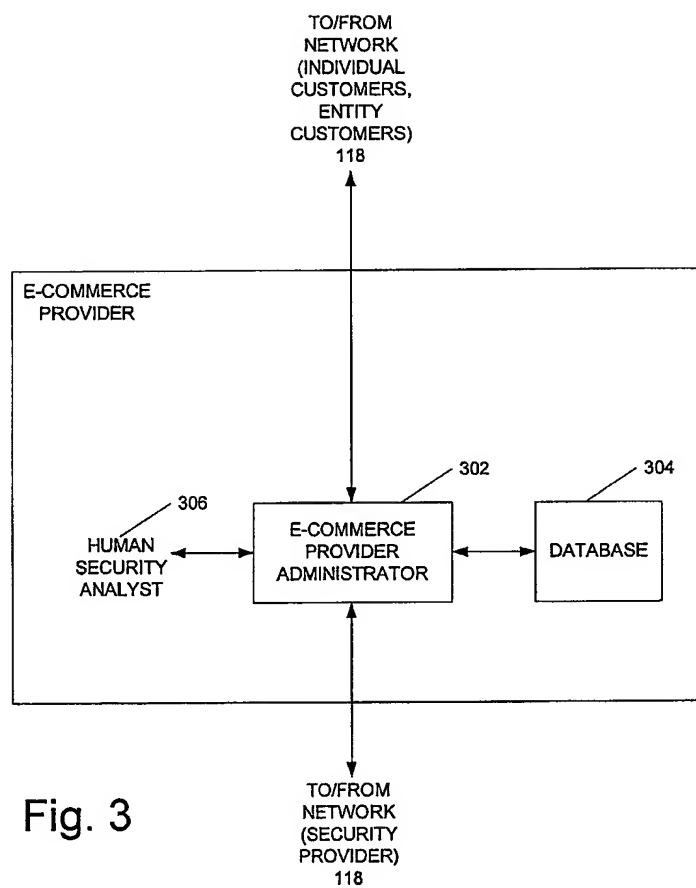 TO/FROM
NETWORK
(INDIVIDUAL
CUSTOMERS,
ENTITY
CUSTOMERS)
118
E-COMMERCE
PROVIDER
306
HUMAN
SECURITY
ANALYST
302
E-COMMERCE
PROVIDER
ADMINISTRATOR
304
DATABASE
Fig. 3
TO/FROM
NETWORK
(SECURITY
PROVIDER)
118